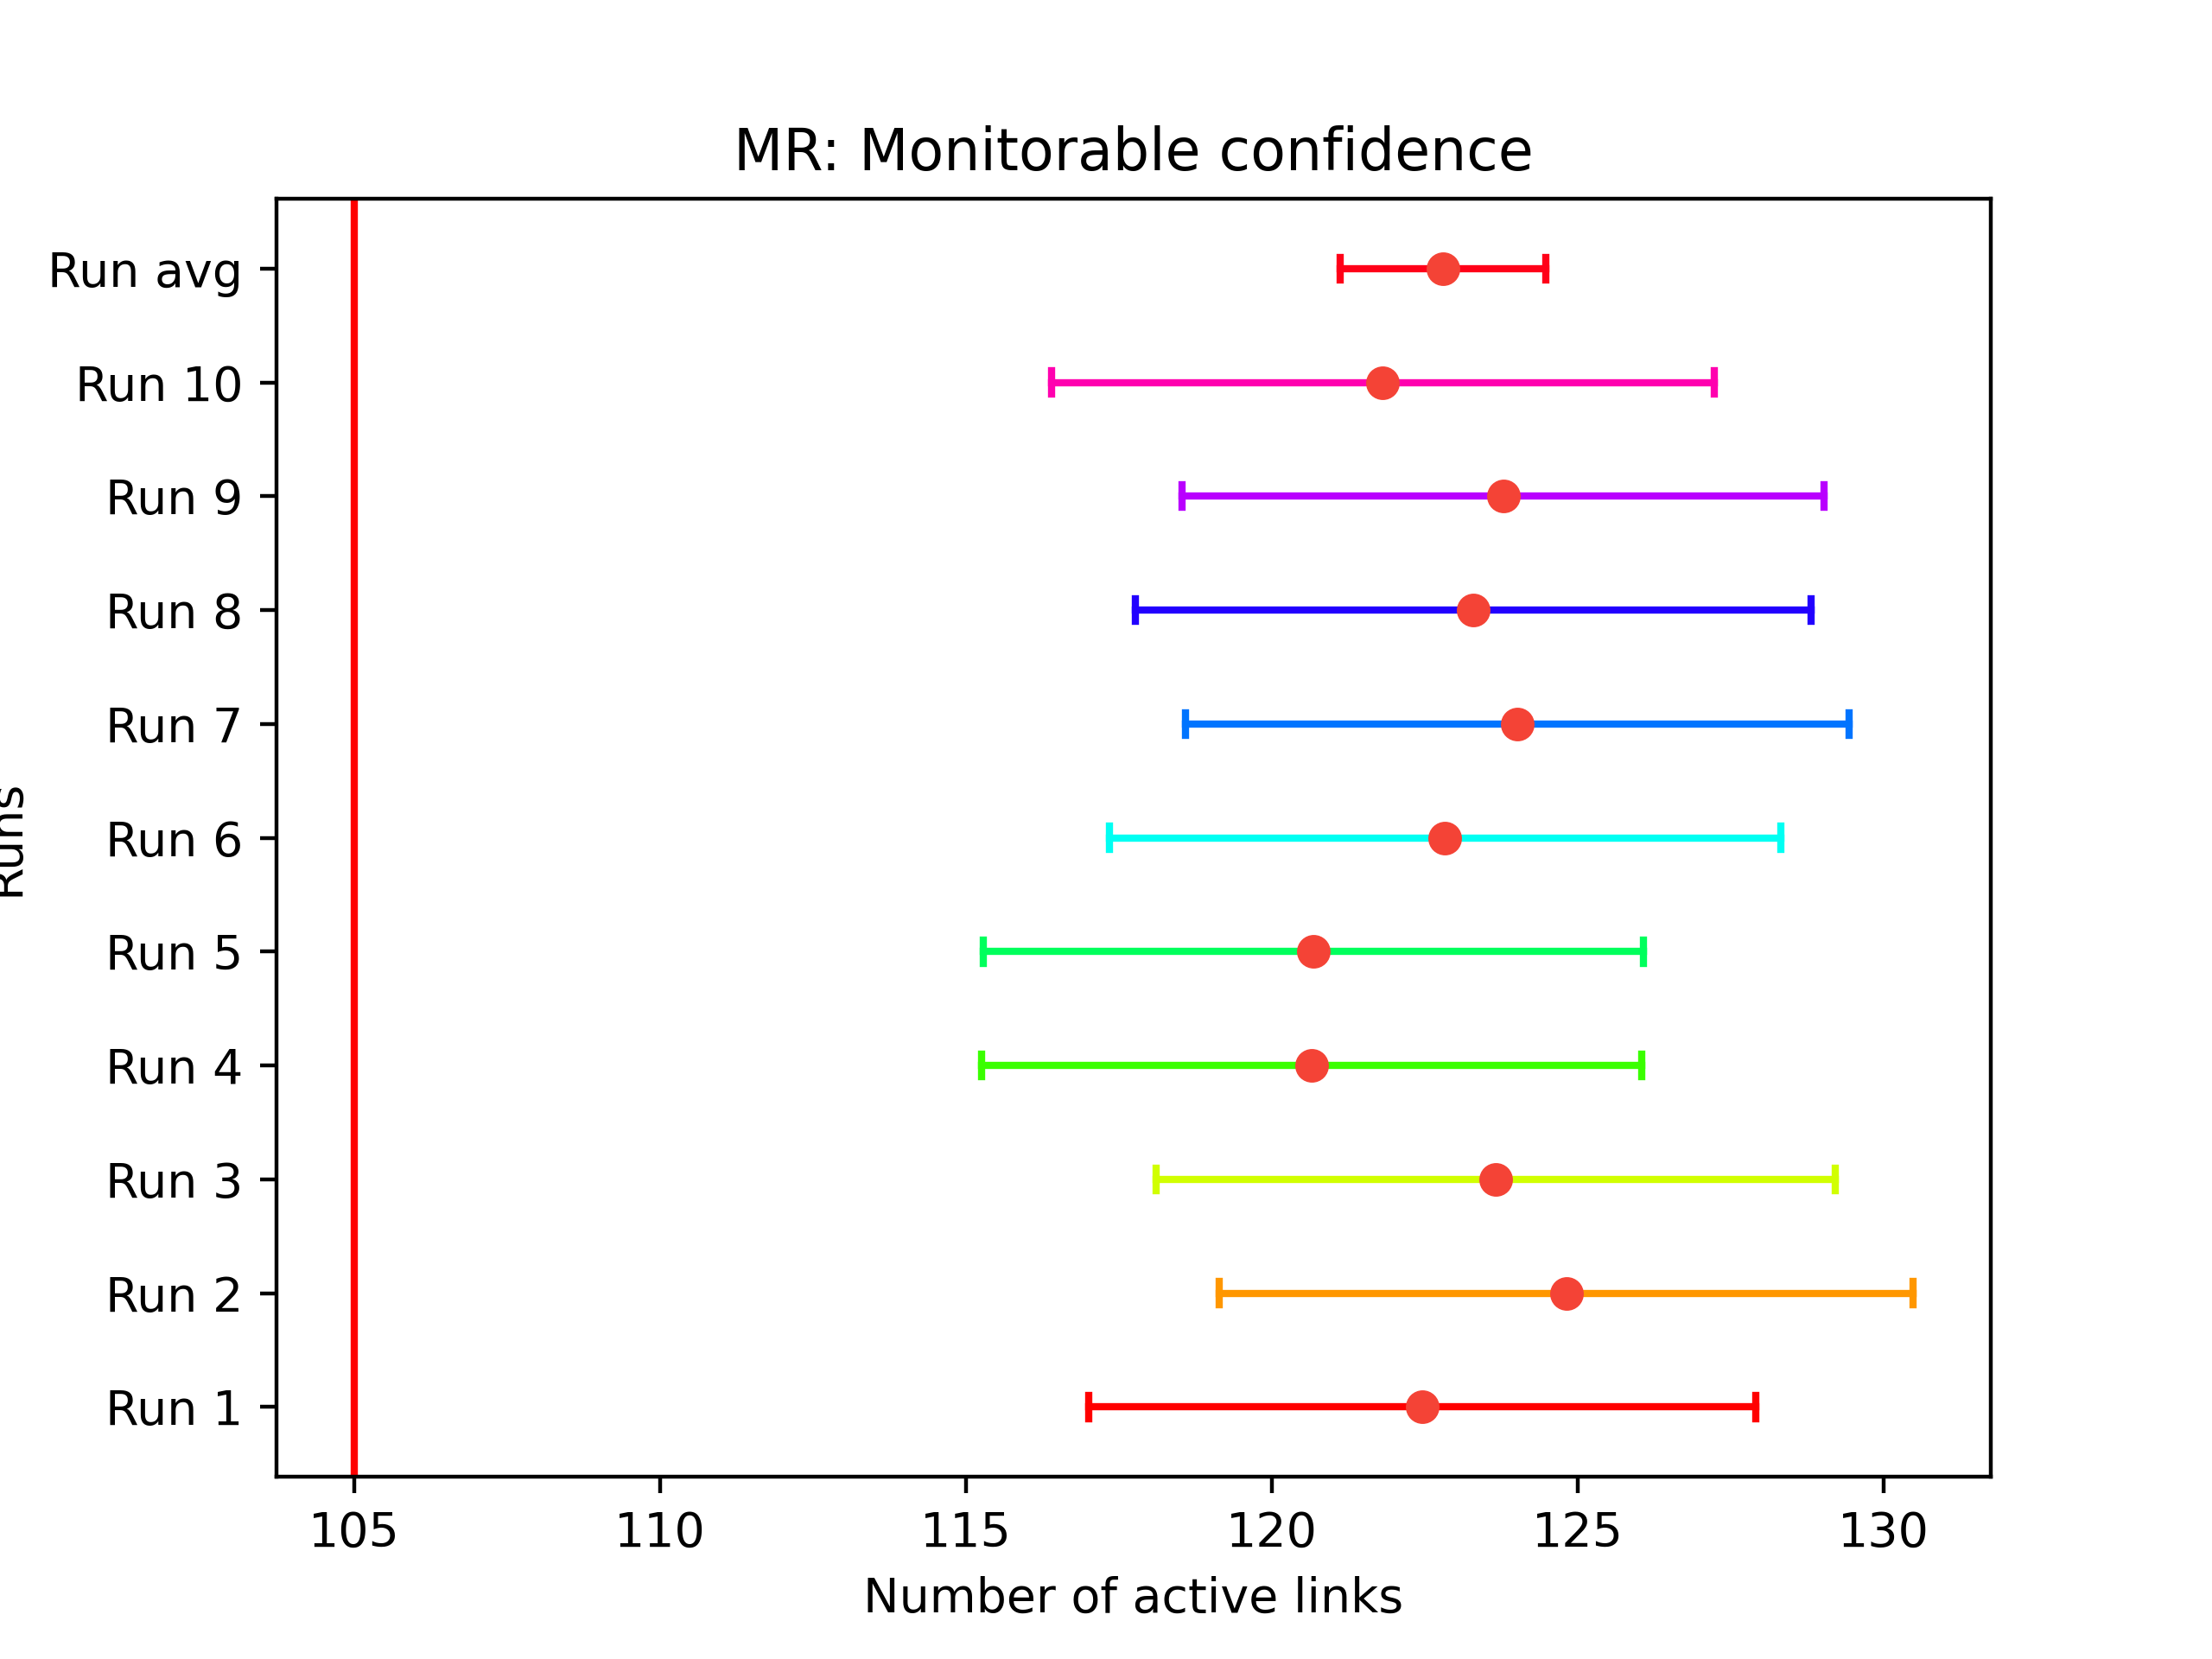 MR: Monitorable confidence
Run avg
Run 10
Run 9
Run 8
Run 7
Run 6
Run 5
Run 4
Run 3
Run 2
Run 1
Runs
105 110 115 120 125 130
Number of active links